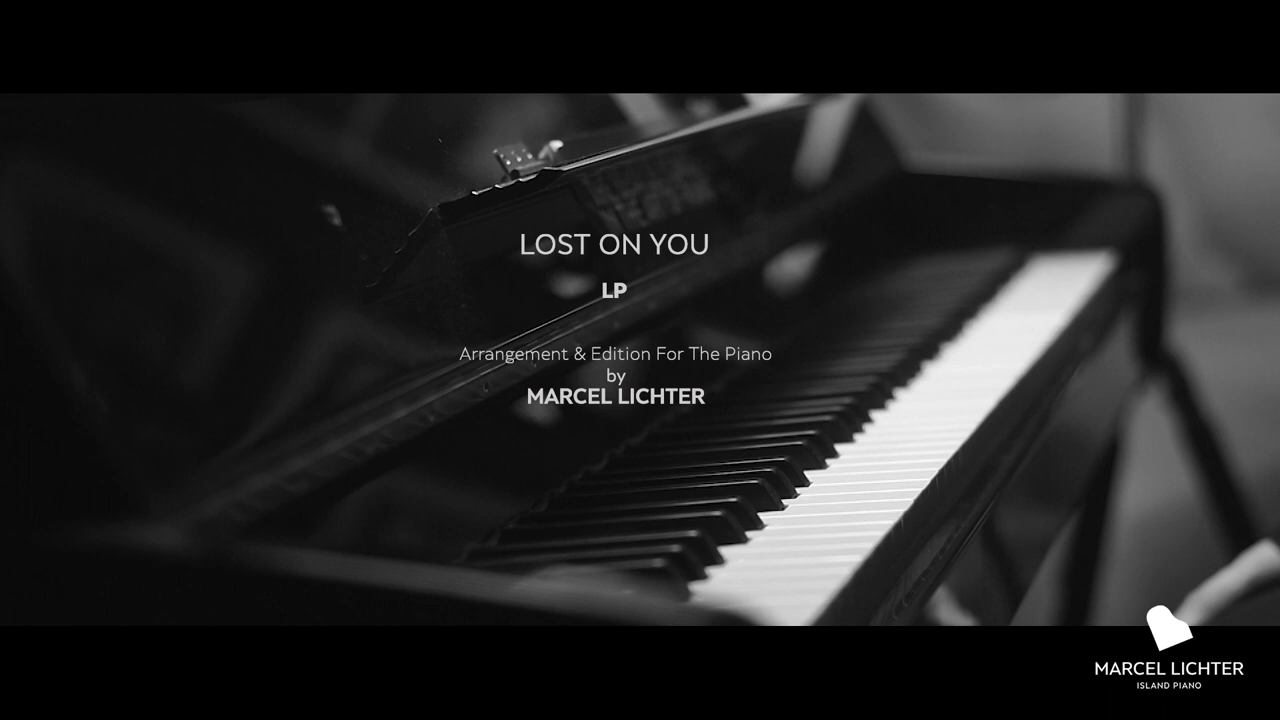 LOST ON YOU
LP
Arrangement & Edition For The Piano
by
MARCEL LICHTER
MARCEL LICHTER
ISLAND PIANO